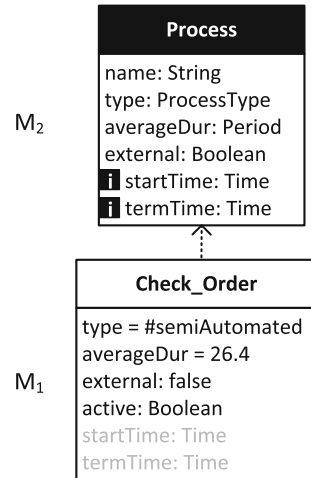 Process
M₂
name: String
type: ProcessType
averageDur: Period
external: Boolean
i startTime: Time
i termTime: Time
Check_Order
M₁
type = #semiAutomated
averageDur = 26.4
external: false
active: Boolean
startTime: Time
termTime: Time